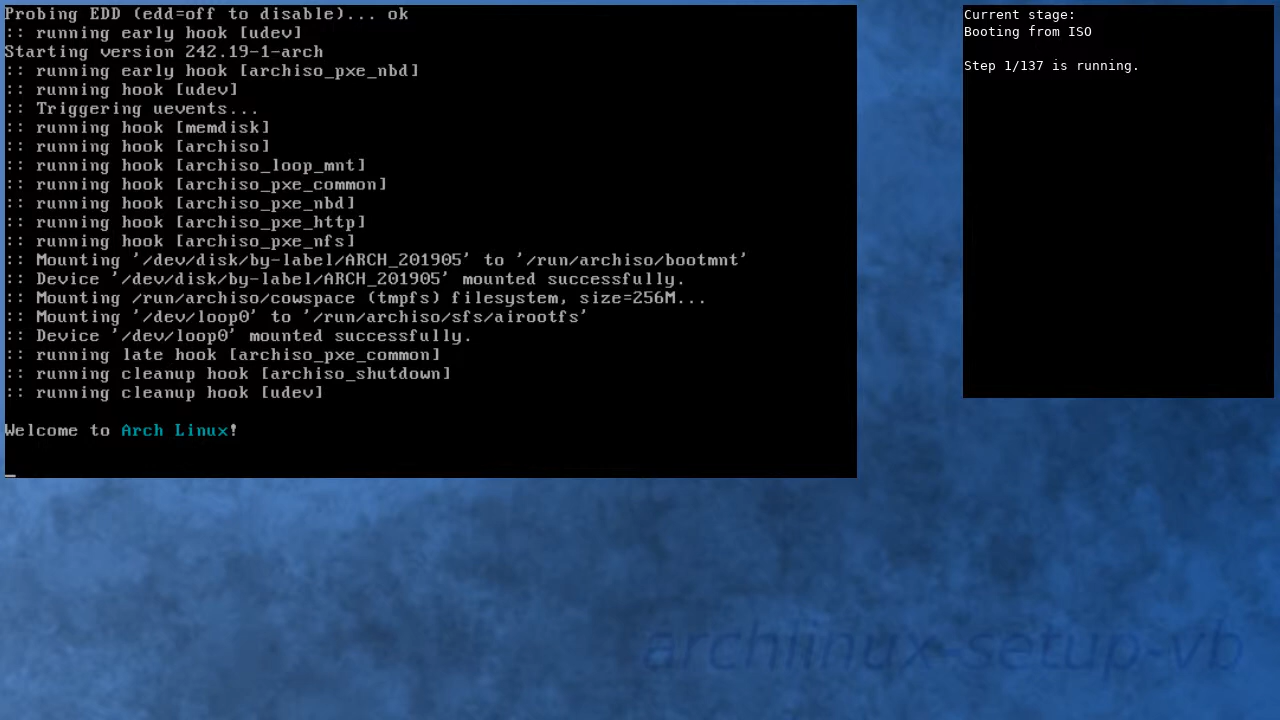 Probing EDD (edd=off to disable)... ok
:: running early hook [udev]
Starting version 242.19-1-arch
:: running early hook [archiso_pxe_nbd]
:: running hook [udev]
:: Triggering uevents...
:: running hook [memdisk]
:: running hook [archiso]
:: running hook [archiso_loop_mnt]
:: running hook [archiso_pxe_common]
:: running hook [archiso_pxe_nbd]
:: running hook [archiso_pxe_http]
:: running hook [archiso_pxe_nfs]
:: Mounting '/dev/disk/by-label/ARCH_201905' to '/run/archiso/bootmnt'
:: Device '/dev/disk/by-label/ARCH_201905' mounted successfully.
:: Mounting /run/archiso/cowspace (tmpfs) filesystem, size=256M...
:: Mounting '/dev/loop0' to '/run/archiso/sfs/airootfs'
:: Device '/dev/loop0' mounted successfully.
:: running late hook [archiso_pxe_common]
:: running cleanup hook [archiso_shutdown]
:: running cleanup hook [udev]
Welcome to Arch Linux!
Current stage:
Booting from ISO
Step 1/137 is running.
archlinux-setup-vb